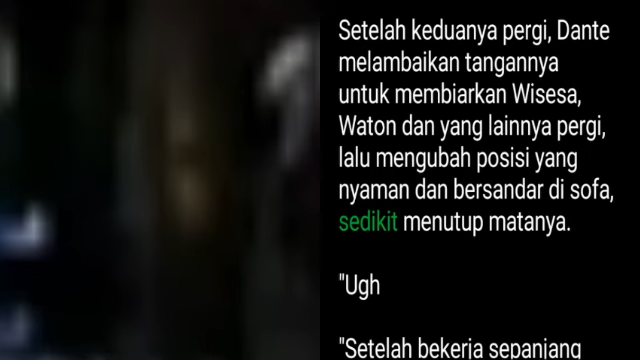 Setelah keduanya pergi, Dante
melambaikan tangannya
untuk membiarkan Wisesa,
Waton dan yang lainnya pergi,
lalu mengubah posisi yang
nyaman dan bersandar di sofa,
sedikit menutup matanya.
"Ugh
"Setelah bekerja sepanjang